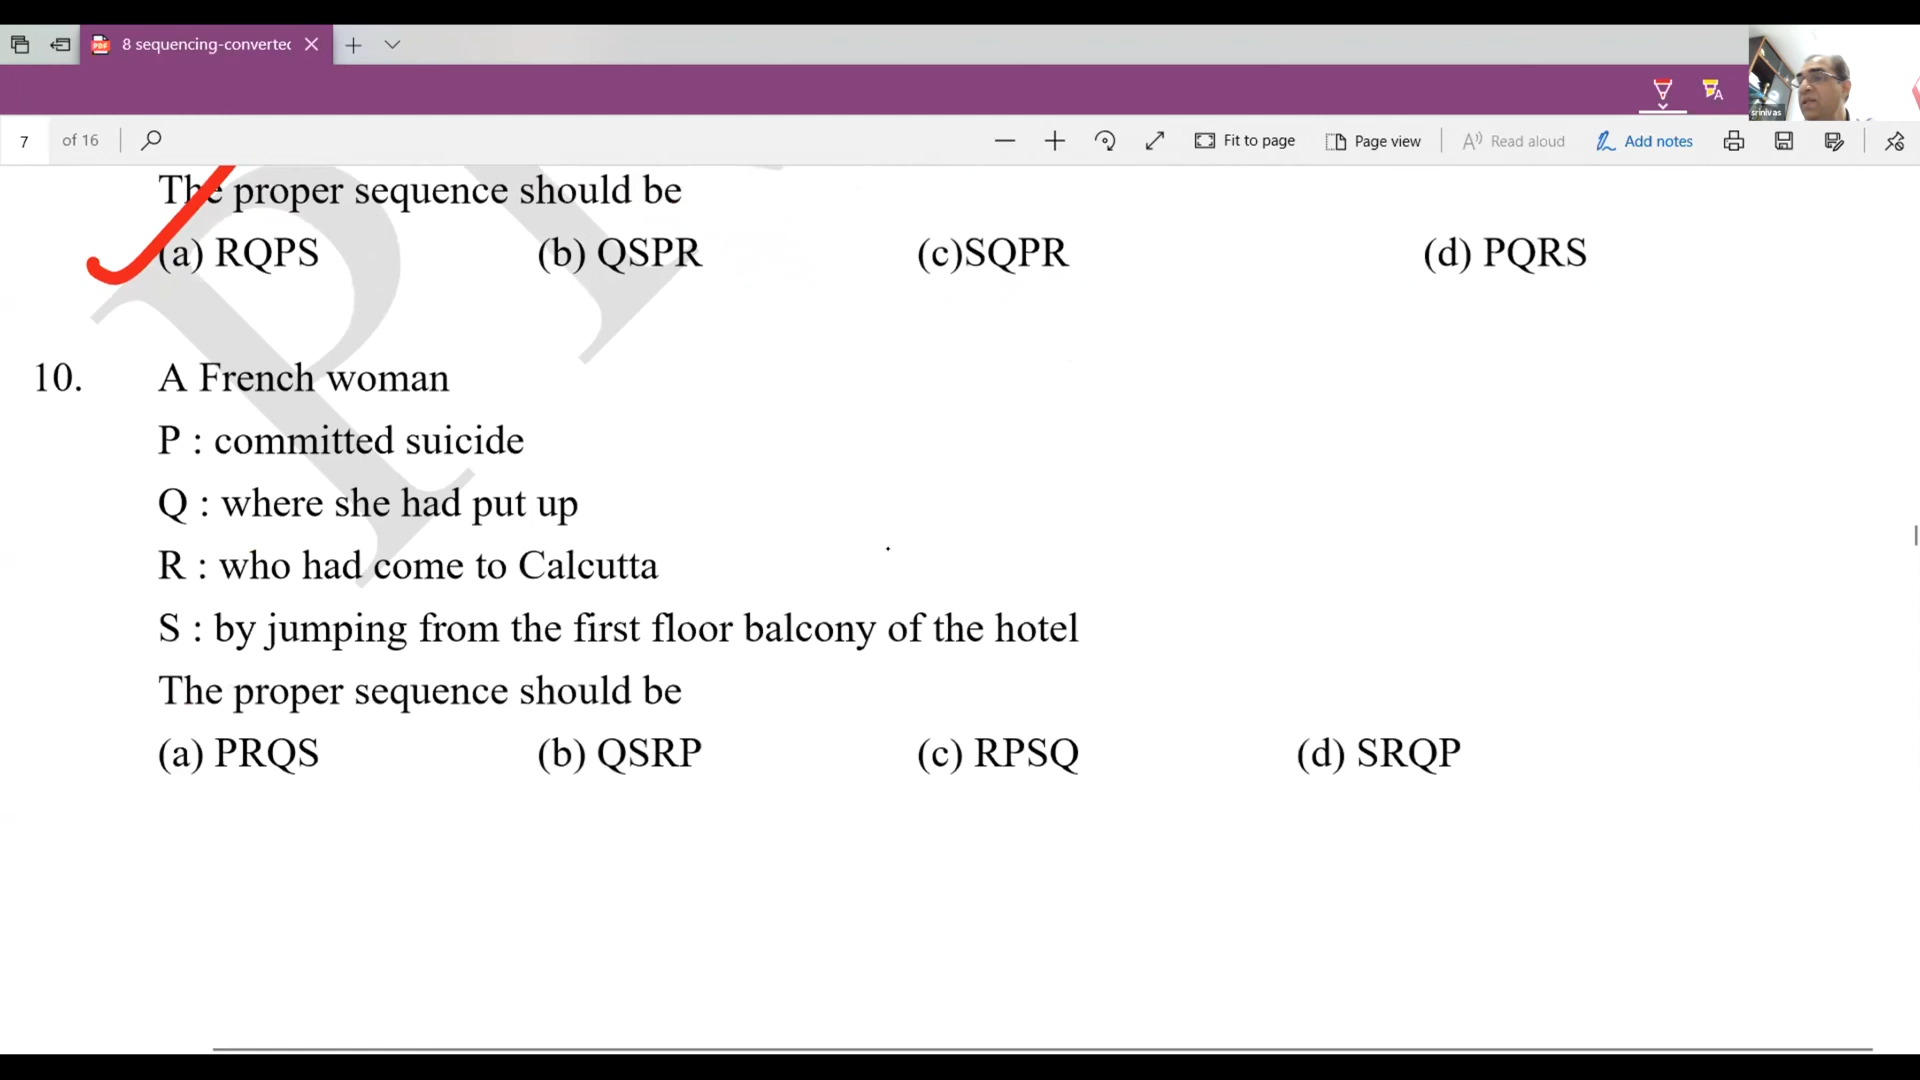 8 sequencing-converted
srinivas
7 of 16
Fit to page
Page view
Read aloud
Add notes
The proper sequence should be
(a) RQPS (b) QSPR (c)SQPR (d) PQRS
10. A French woman
P : committed suicide
Q : where she had put up
R : who had come to Calcutta
S : by jumping from the first floor balcony of the hotel
The proper sequence should be
(a) PRQS (b) QSRP (c) RPSQ (d) SRQP